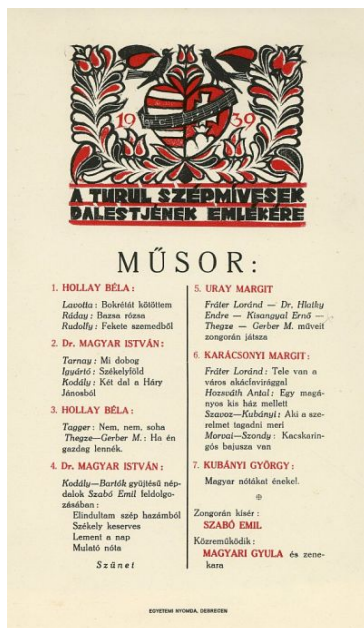 1939
A TURUL SZÉPMÍVESEK
DALESTJÉNEK EMLÉKÉRE
MŰSOR:
1. HOLLAY BÉLA:
Lavotta: Bokrétát kötöttem
Ráday: Bazsa rózsa
Rudolfy: Fekete szemedből
2. Dr. MAGYAR ISTVÁN:
Tarnay: Mi dobog
Igyártó: Székelyföld
Kodály: Két dal a Háry
Jánosból
3. HOLLAY BÉLA:
Tagger: Nem, nem, soha
Thegze—Gerber M.: Ha én
gazdag lennék.
4. Dr. MAGYAR ISTVÁN:
Kodály—Bartók gyüjtésű nép-
dalok Szabó Emil feldolgo-
zásában:
Elindultam szép hazámból
Székely keserves
Lement a nap
Mulató nóta
Szünet
5. URAY MARGIT
Fráter Loránd — Dr. Hlatky
Endre — Kisangyal Ernő —
Thegze — Gerber M. műveit
zongorán játsza
6. KARÁCSONYI MARGIT:
Fráter Loránd: Tele van a
város akácfavirággal
Hozsváth Antal: Egy magá-
nyos kis ház mellett
Szavoz—Kubányi: Aki a sze-
relmet tagadni meri
Morvai—Szondy: Kacskarin-
gós bajusza van
7. KUBÁNYI GYÖRGY:
Magyar nótákat énekel.
Zongorán kisér:
SZABÓ EMIL
Közreműködik:
MAGYARI GYULA és zene-
kara
EGYETEMI NYOMDA, DEBRECEN